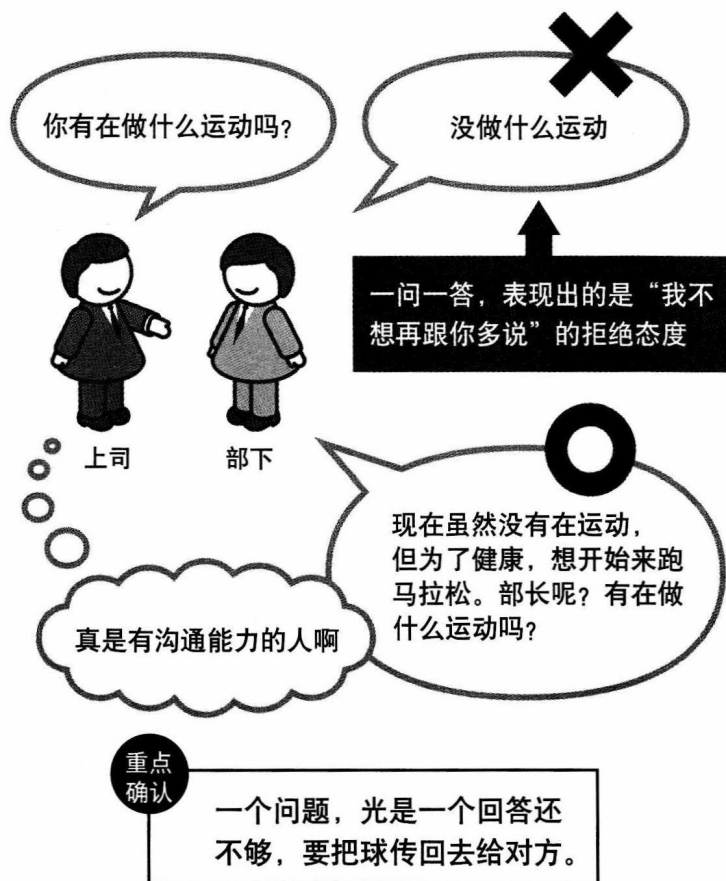 你有在做什么运动吗？
没做什么运动
一问一答，表现出的是“我不
想再跟你多说”的拒绝态度
上司
部下
现在虽然没有在运动，
但为了健康，想开始来跑
马拉松。部长呢？有在做
什么运动吗？
真是有沟通能力的人啊
重点
确认
一个问题，光是一个回答还
不够，要把球传回去给对方。